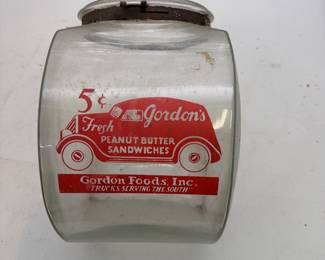 5¢
Gordon's
Fresh
PEANUT BUTTER
SANDWICHES
Gordon Foods, Inc.
"TRUCKS SERVING THE SOUTH"